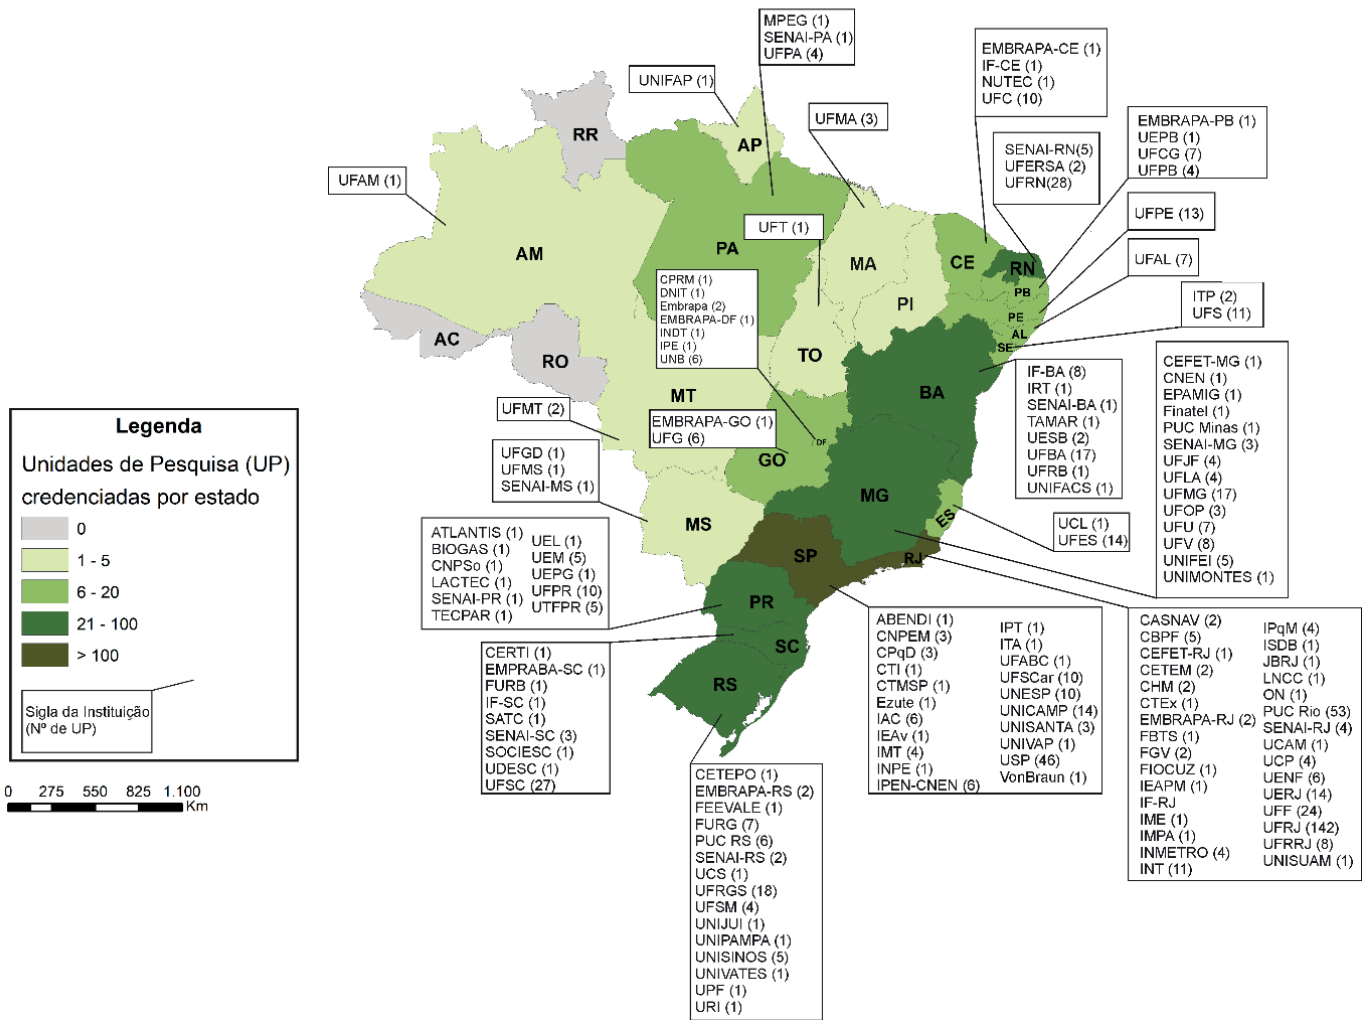 MPEG (1)
SENAI-PA (1)
UFPA (4)
UNIFAP (1)
UFMA (3)
EMBRAPA-CE (1)
IF-CE (1)
NUTEC (1)
UFC (10)
SENAI-RN(5)
UFERSA (2)
UFRN(28)
EMBRAPA-PB (1)
UEPB (1)
UFCG (7)
UFPB (4)
UFPE (13)
UFAL (7)
ITP (2)
UFS (11)
UFAM (1)
UFT (1)
CPRM (1)
DNIT (1)
Embrapa (2)
EMBRAPA-DF (1)
INDT (1)
IPE (1)
UNB (6)
RR
AP
AM
PA
MA
CE
RN
PB
PE
AL
SE
PI
AC
RO
TO
MT
BA
DF
GO
MG
ES
MS
SP
RJ
PR
SC
RS
UFMT (2)
EMBRAPA-GO (1)
UFG (6)
UFGD (1)
UFMS (1)
SENAI-MS (1)
IF-BA (8)
IRT (1)
SENAI-BA (1)
TAMAR (1)
UESB (2)
UFBA (17)
UFRB (1)
UNIFACS (1)
CEFET-MG (1)
CNEN (1)
EPAMIG (1)
Finatel (1)
PUC Minas (1)
SENAI-MG (3)
UFJF (4)
UFLA (4)
UFMG (17)
UFOP (3)
UFU (7)
UFV (8)
UNIFEI (5)
UNIMONTES (1)
UCL (1)
UFES (14)
ATLANTIS (1)
BIOGAS (1)
CNPSo (1)
LACTEC (1)
SENAI-PR (1)
TECPAR (1)
UEL (1)
UEM (5)
UEPG (1)
UFPR (10)
UTFPR (5)
CERTI (1)
EMPRABA-SC (1)
FURB (1)
IF-SC (1)
SATC (1)
SENAI-SC (3)
SOCIESC (1)
UDESC (1)
UFSC (27)
CETEPO (1)
EMBRAPA-RS (2)
FEEVALE (1)
FURG (7)
PUC RS (6)
SENAI-RS (2)
UCS (1)
UFRGS (18)
UFSM (4)
UNIJUI (1)
UNIPAMPA (1)
UNISINOS (5)
UNIVATES (1)
UPF (1)
URI (1)
ABENDI (1)
CNPEM (3)
CPqD (3)
CTI (1)
CTMSP (1)
Ezute (1)
IAC (6)
IEAv (1)
IMT (4)
INPE (1)
IPEN-CNEN (6)
IPT (1)
ITA (1)
UFABC (1)
UFSCar (10)
UNESP (10)
UNICAMP (14)
UNISANTA (3)
UNIVAP (1)
USP (46)
VonBraun (1)
CASNAV (2)
CBPF (5)
CEFET-RJ (1)
CETEM (2)
CHM (2)
CTEx (1)
EMBRAPA-RJ (2)
FBTS (1)
FGV (2)
FIOCUZ (1)
IEAPM (1)
IF-RJ
IME (1)
IMPA (1)
INMETRO (4)
INT (11)
IPqM (4)
ISDB (1)
JBRJ (1)
LNCC (1)
ON (1)
PUC Rio (53)
SENAI-RJ (4)
UCAM (1)
UCP (4)
UENF (6)
UERJ (14)
UFF (24)
UFRJ (142)
UFRRJ (8)
UNISUAM (1)
Legenda
Unidades de Pesquisa (UP)
credenciadas por estado
0
1 - 5
6 - 20
21 - 100
> 100
Sigla da Instituição
(Nº de UP)
0 275 550 825 1.100
Km